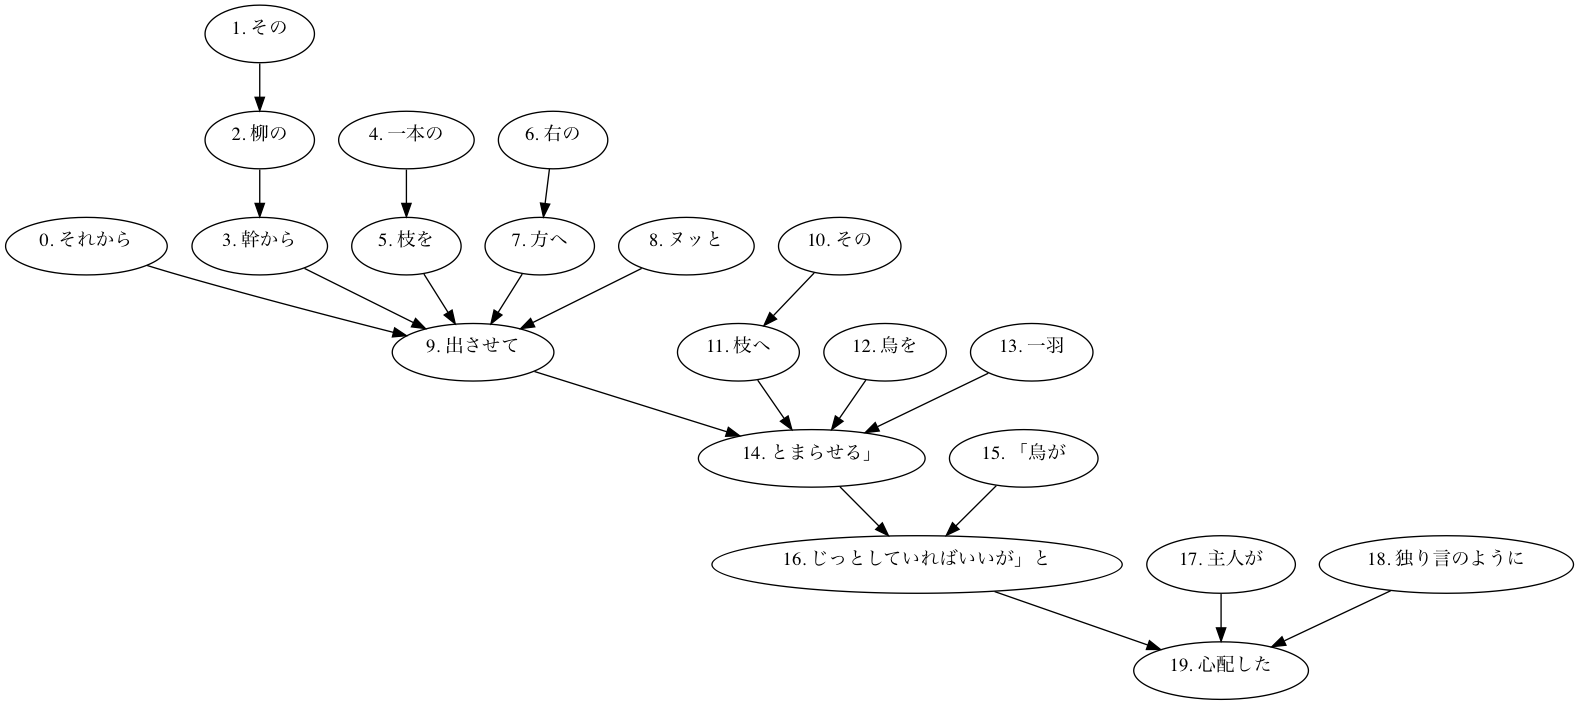 1. その
2. 柳の
4. 一本の
6. 右の
0. それから
3. 幹から
5. 枝を
7. 方へ
8. ヌッと
10. その
9. 出させて
11. 枝へ
12. 烏を
13. 一羽
14. とまらせる」
15. 「烏が
16. じっとしていればいいが」と
17. 主人が
18. 独り言のように
19. 心配した